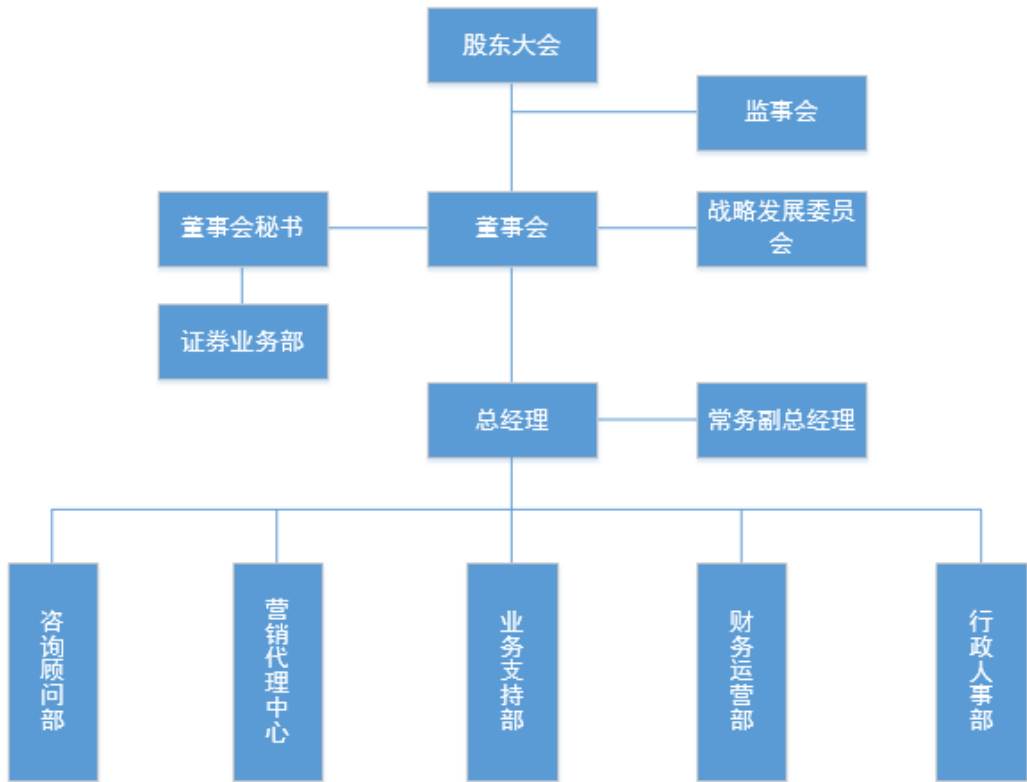 股东大会
监事会
董事会秘书
董事会
战略发展委员
会
证券业务部
总经理
常务副总经理
咨询顾问部
营销代理中心
业务支持部
财务运营部
行政人事部